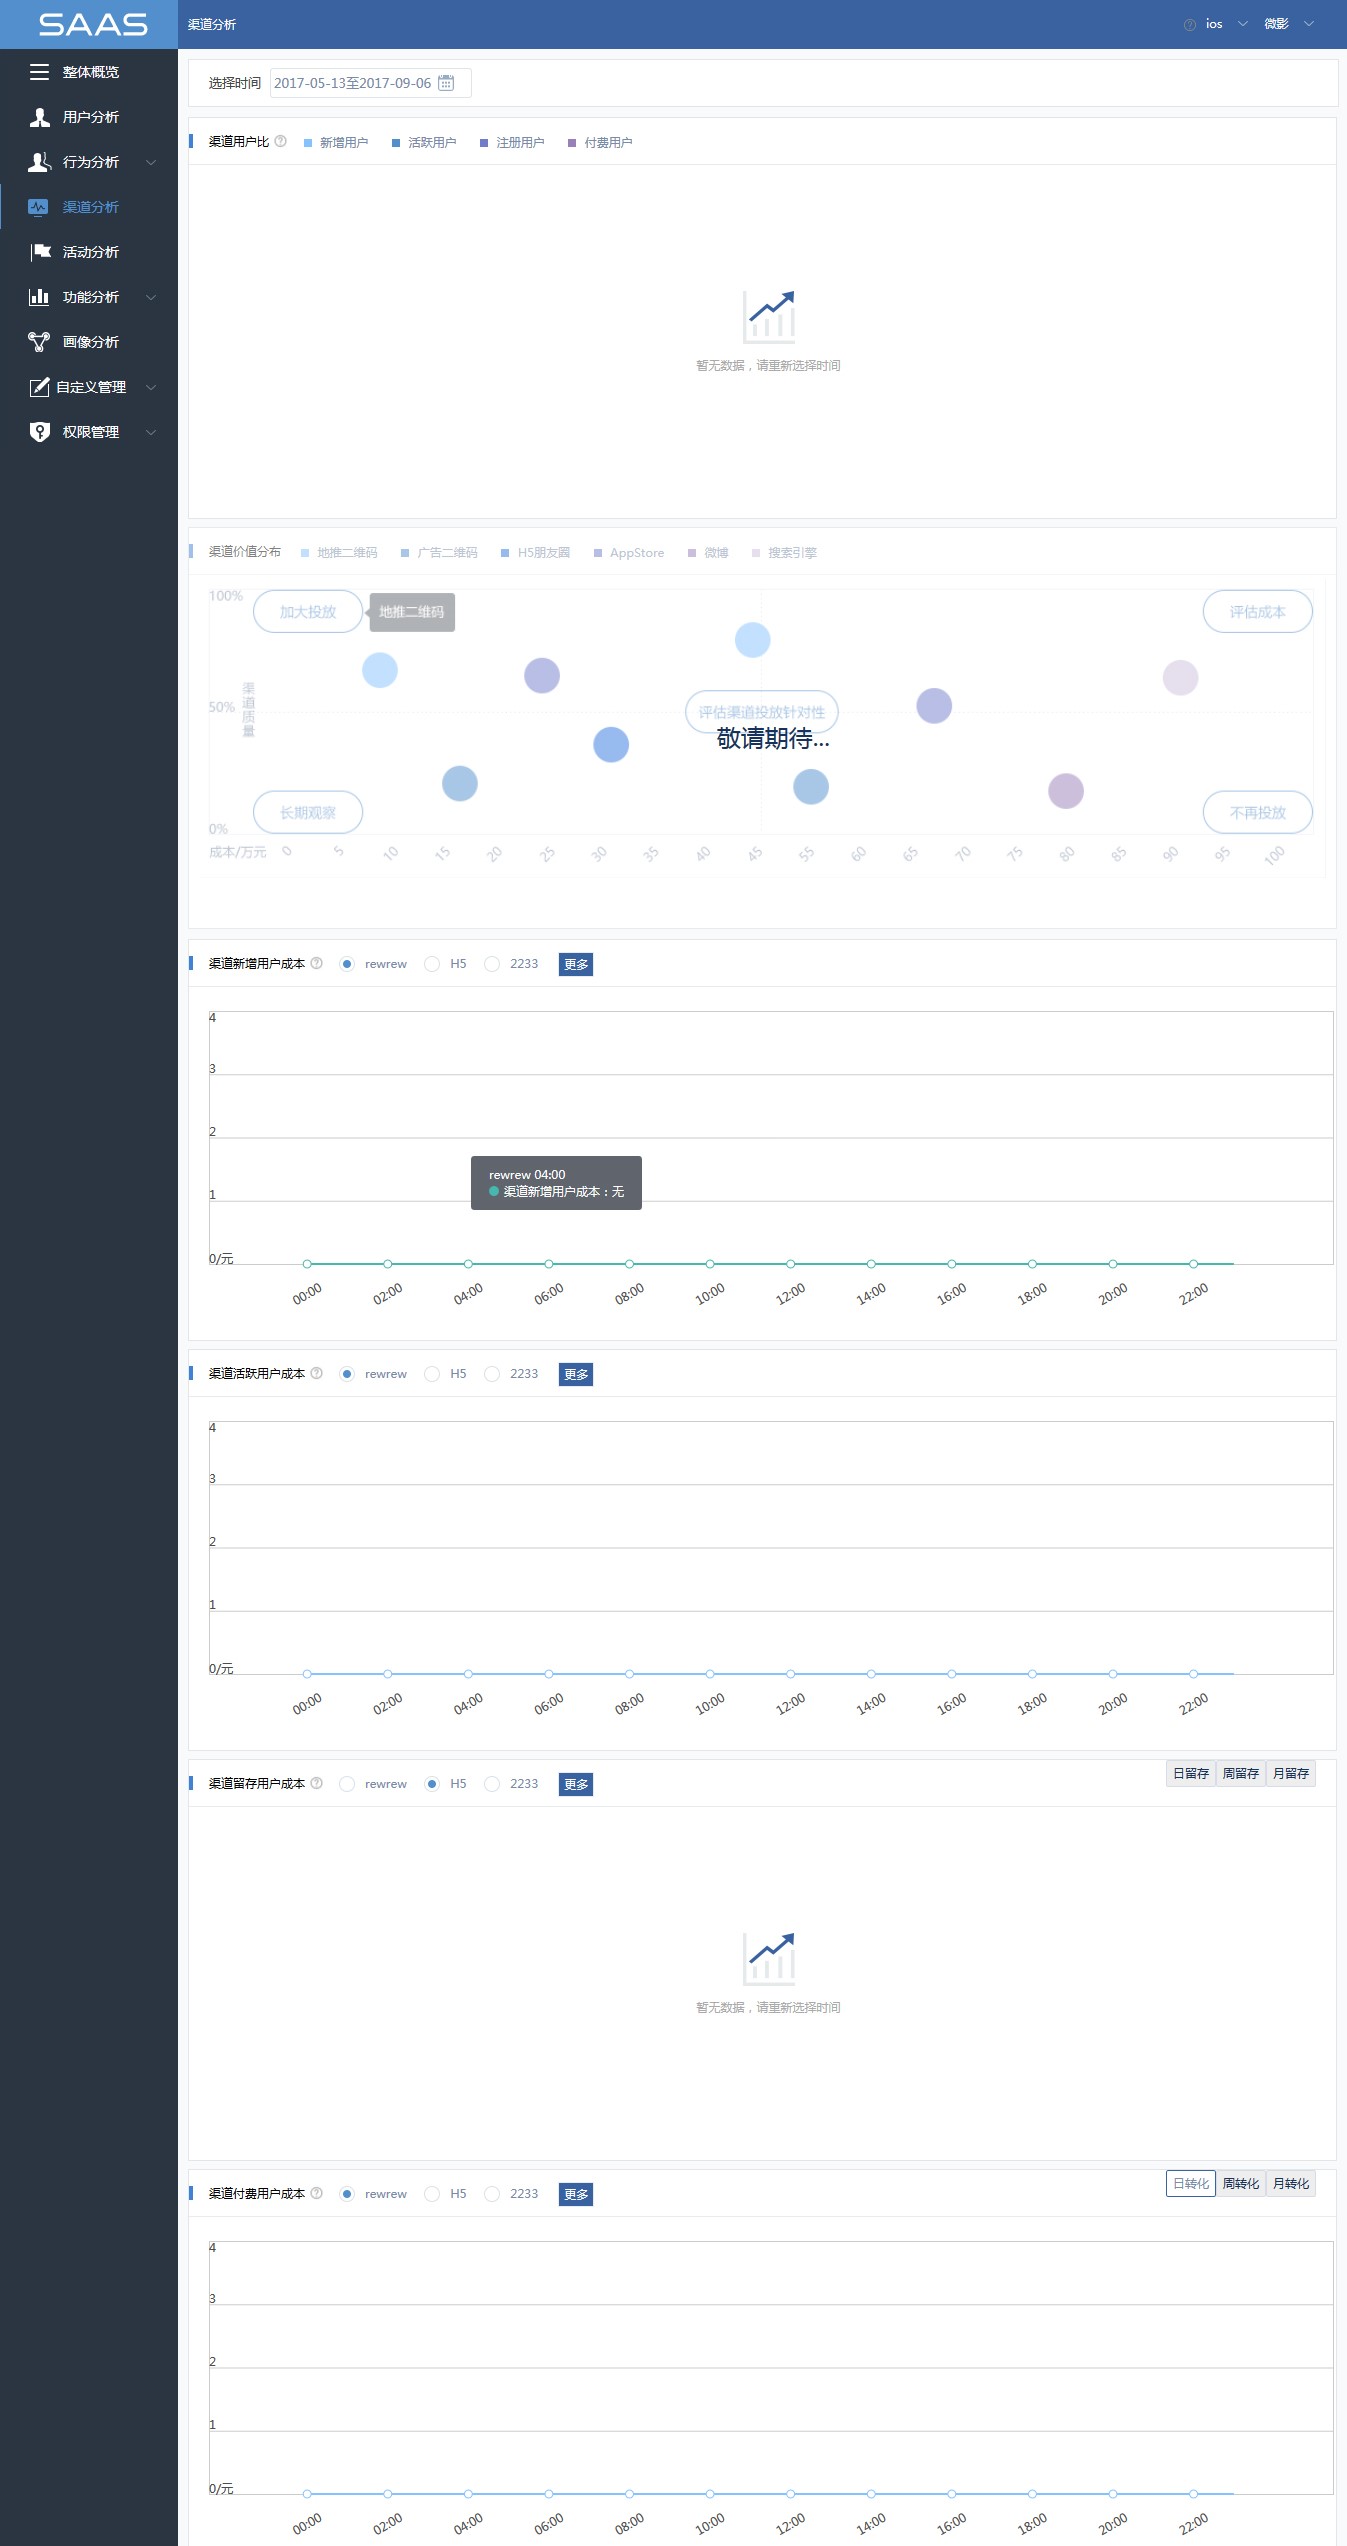 SAAS
渠道分析
ios
微影
整体概览
用户分析
行为分析
渠道分析
活动分析
功能分析
画像分析
自定义管理
权限管理
选择时间 2017-05-13至2017-09-06
渠道用户比 新增用户 活跃用户 注册用户 付费用户
暂无数据，请重新选择时间
渠道价值分布 地推二维码 广告二维码 H5朋友圈 AppStore 微博 搜索引擎
100% 加大投放 地推二维码 评估成本
渠道质量
50% 评估渠道投放针对性
敬请期待...
长期观察 不再投放
0%
成本/万元 0 5 10 15 20 25 30 35 40 45 55 60 65 70 75 80 85 90 95 100
渠道新增用户成本 rewrew H5 2233 更多
4
3
2
1
rewrew 04:00
渠道新增用户成本：无
0/元
00:00 02:00 04:00 06:00 08:00 10:00 12:00 14:00 16:00 18:00 20:00 22:00
渠道活跃用户成本 rewrew H5 2233 更多
4
3
2
1
0/元
00:00 02:00 04:00 06:00 08:00 10:00 12:00 14:00 16:00 18:00 20:00 22:00
渠道留存用户成本 rewrew H5 2233 更多 日留存 周留存 月留存
暂无数据，请重新选择时间
渠道付费用户成本 rewrew H5 2233 更多 日转化 周转化 月转化
4
3
2
1
0/元
00:00 02:00 04:00 06:00 08:00 10:00 12:00 14:00 16:00 18:00 20:00 22:00